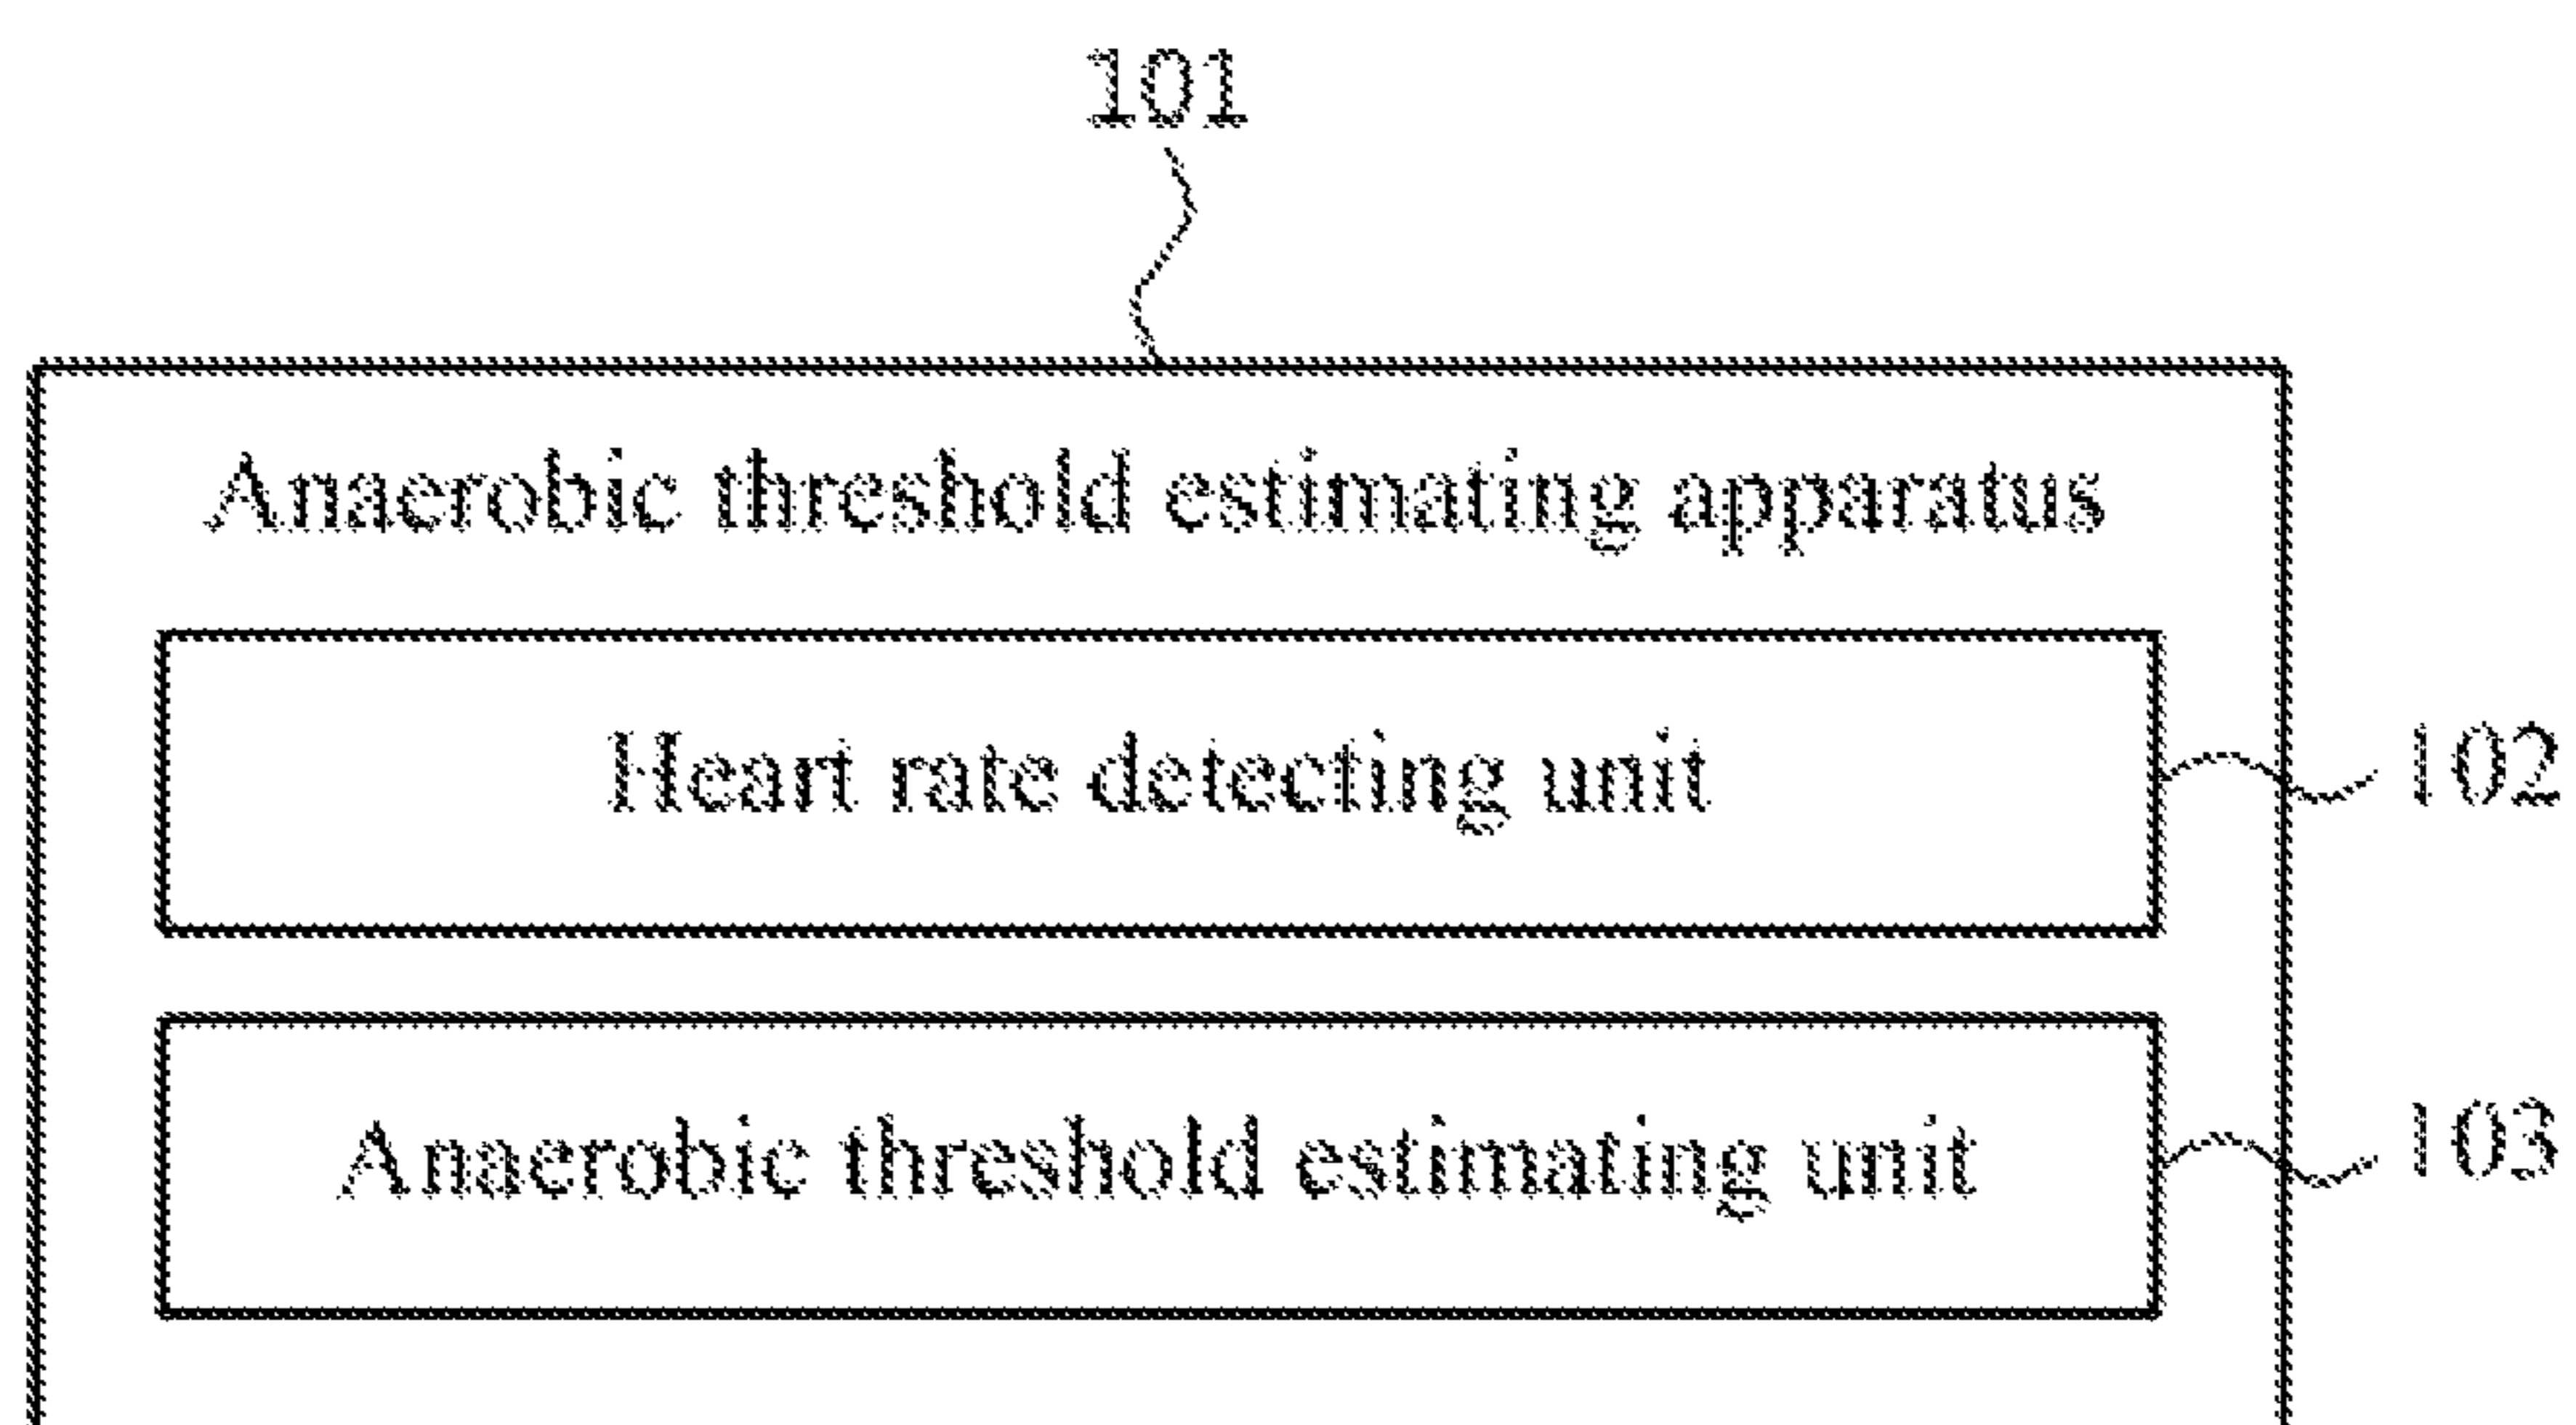 101
Anaerobic threshold estimating apparatus
Heart rate detecting unit
102
Anaerobic threshold estimating unit
103